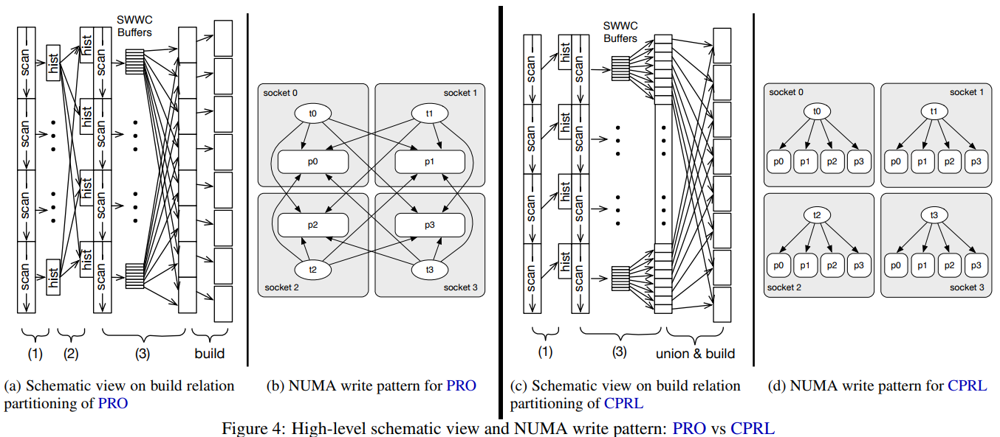 SWWC
Buffers
scan
scan
scan
scan
hist
hist
hist
hist
hist
hist
scan
scan
scan
scan
(1)
(2)
(3)
build
socket 0
socket 1
t0
t1
p0
p1
p2
p3
t2
t3
socket 2
socket 3
SWWC
Buffers
scan
scan
scan
scan
hist
hist
hist
hist
scan
scan
scan
scan
(1)
(3)
union & build
socket 0
socket 1
t0
t1
p0 p1 p2 p3
p0 p1 p2 p3
t2
t3
p0 p1 p2 p3
p0 p1 p2 p3
socket 2
socket 3
(a) Schematic view on build relation
partitioning of PRO
(b) NUMA write pattern for PRO
(c) Schematic view on build relation
partitioning of CPRL
(d) NUMA write pattern for CPRL
Figure 4: High-level schematic view and NUMA write pattern: PRO vs CPRL